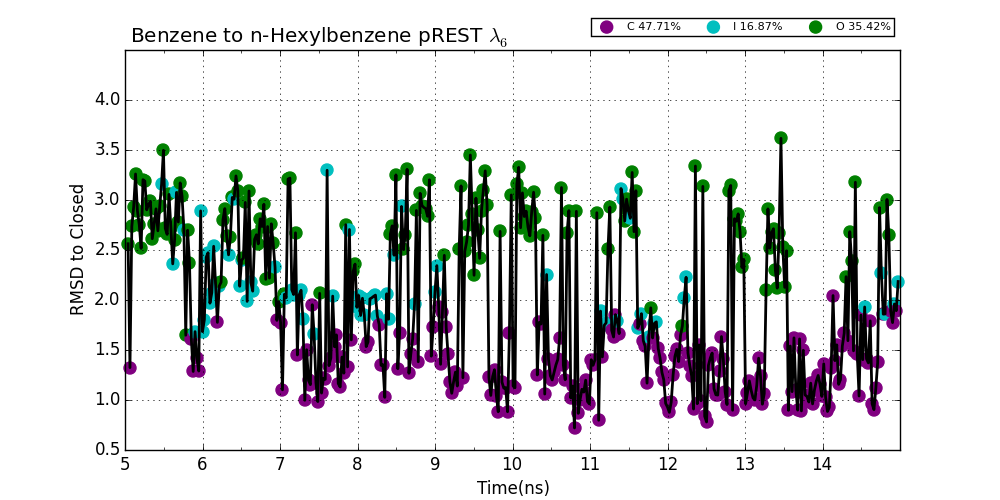 Benzene to n-Hexylbenzene pREST λ6
C 47.71% I 16.87% O 35.42%
RMSD to Closed
4.0
3.5
3.0
2.5
2.0
1.5
1.0
0.5
5 6 7 8 9 10 11 12 13 14
Time(ns)